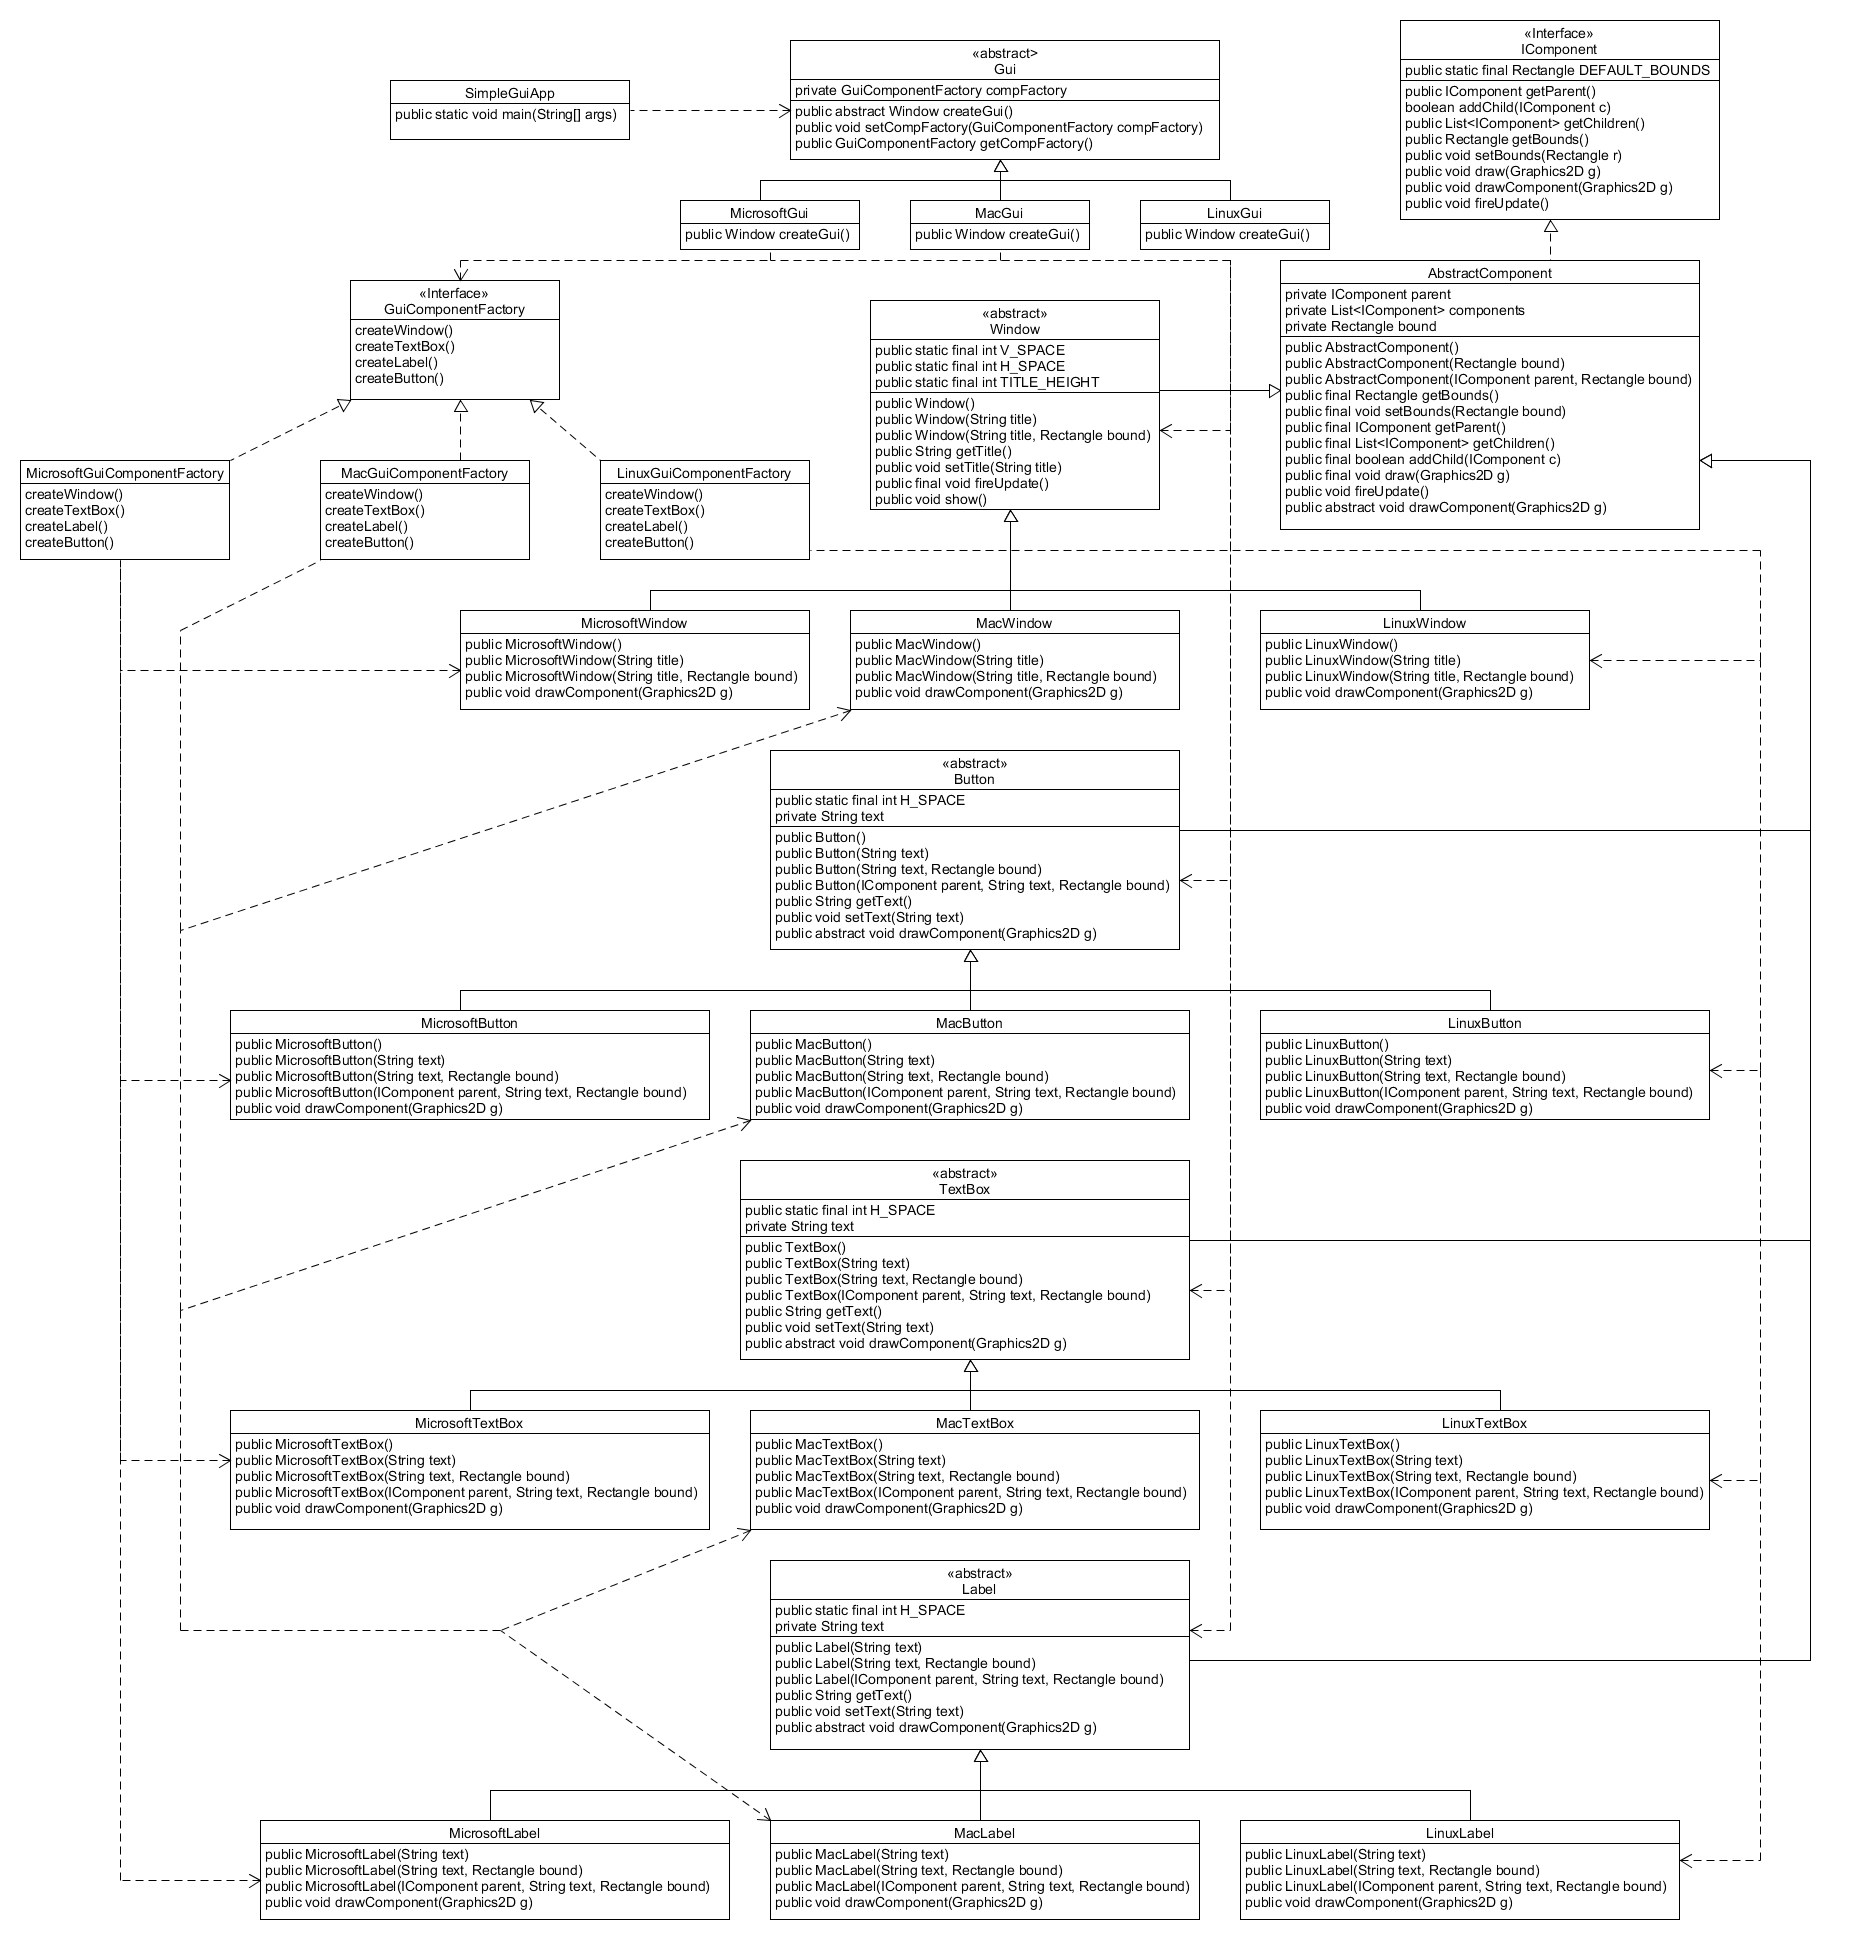 «Interface»
IComponent
public static final Rectangle DEFAULT_BOUNDS
public IComponent getParent()
boolean addChild(IComponent c)
public List<IComponent> getChildren()
public Rectangle getBounds()
public void setBounds(Rectangle r)
public void draw(Graphics2D g)
public void drawComponent(Graphics2D g)
public void fireUpdate()
«abstract>
Gui
private GuiComponentFactory compFactory
public abstract Window createGui()
public void setCompFactory(GuiComponentFactory compFactory)
public GuiComponentFactory getCompFactory()
SimpleGuiApp
public static void main(String[] args)
MicrosoftGui
public Window createGui()
MacGui
public Window createGui()
LinuxGui
public Window createGui()
«Interface»
GuiComponentFactory
createWindow()
createTextBox()
createLabel()
createButton()
«abstract»
Window
public static final int V_SPACE
public static final int H_SPACE
public static final int TITLE_HEIGHT
public Window()
public Window(String title)
public Window(String title, Rectangle bound)
public String getTitle()
public void setTitle(String title)
public final void fireUpdate()
public void show()
AbstractComponent
private IComponent parent
private List<IComponent> components
private Rectangle bound
public AbstractComponent()
public AbstractComponent(Rectangle bound)
public AbstractComponent(IComponent parent, Rectangle bound)
public final Rectangle getBounds()
public final void setBounds(Rectangle bound)
public final IComponent getParent()
public final List<IComponent> getChildren()
public final boolean addChild(IComponent c)
public final void draw(Graphics2D g)
public void fireUpdate()
public abstract void drawComponent(Graphics2D g)
MicrosoftGuiComponentFactory
createWindow()
createTextBox()
createLabel()
createButton()
MacGuiComponentFactory
createWindow()
createTextBox()
createLabel()
createButton()
LinuxGuiComponentFactory
createWindow()
createTextBox()
createLabel()
createButton()
MicrosoftWindow
public MicrosoftWindow()
public MicrosoftWindow(String title)
public MicrosoftWindow(String title, Rectangle bound)
public void drawComponent(Graphics2D g)
MacWindow
public MacWindow()
public MacWindow(String title)
public MacWindow(String title, Rectangle bound)
public void drawComponent(Graphics2D g)
LinuxWindow
public LinuxWindow()
public LinuxWindow(String title)
public LinuxWindow(String title, Rectangle bound)
public void drawComponent(Graphics2D g)
«abstract»
Button
public static final int H_SPACE
private String text
public Button()
public Button(String text)
public Button(String text, Rectangle bound)
public Button(IComponent parent, String text, Rectangle bound)
public String getText()
public void setText(String text)
public abstract void drawComponent(Graphics2D g)
MicrosoftButton
public MicrosoftButton()
public MicrosoftButton(String text)
public MicrosoftButton(String text, Rectangle bound)
public MicrosoftButton(IComponent parent, String text, Rectangle bound)
public void drawComponent(Graphics2D g)
MacButton
public MacButton()
public MacButton(String text)
public MacButton(String text, Rectangle bound)
public MacButton(IComponent parent, String text, Rectangle bound)
public void drawComponent(Graphics2D g)
LinuxButton
public LinuxButton()
public LinuxButton(String text)
public LinuxButton(String text, Rectangle bound)
public LinuxButton(IComponent parent, String text, Rectangle bound)
public void drawComponent(Graphics2D g)
«abstract»
TextBox
public static final int H_SPACE
private String text
public TextBox()
public TextBox(String text)
public TextBox(String text, Rectangle bound)
public TextBox(IComponent parent, String text, Rectangle bound)
public String getText()
public void setText(String text)
public abstract void drawComponent(Graphics2D g)
MicrosoftTextBox
public MicrosoftTextBox()
public MicrosoftTextBox(String text)
public MicrosoftTextBox(String text, Rectangle bound)
public MicrosoftTextBox(IComponent parent, String text, Rectangle bound)
public void drawComponent(Graphics2D g)
MacTextBox
public MacTextBox()
public MacTextBox(String text)
public MacTextBox(String text, Rectangle bound)
public MacTextBox(IComponent parent, String text, Rectangle bound)
public void drawComponent(Graphics2D g)
LinuxTextBox
public LinuxTextBox()
public LinuxTextBox(String text)
public LinuxTextBox(String text, Rectangle bound)
public LinuxTextBox(IComponent parent, String text, Rectangle bound)
public void drawComponent(Graphics2D g)
«abstract»
Label
public static final int H_SPACE
private String text
public Label(String text)
public Label(String text, Rectangle bound)
public Label(IComponent parent, String text, Rectangle bound)
public String getText()
public void setText(String text)
public abstract void drawComponent(Graphics2D g)
MicrosoftLabel
public MicrosoftLabel(String text)
public MicrosoftLabel(String text, Rectangle bound)
public MicrosoftLabel(IComponent parent, String text, Rectangle bound)
public void drawComponent(Graphics2D g)
MacLabel
public MacLabel(String text)
public MacLabel(String text, Rectangle bound)
public MacLabel(IComponent parent, String text, Rectangle bound)
public void drawComponent(Graphics2D g)
LinuxLabel
public LinuxLabel(String text)
public LinuxLabel(String text, Rectangle bound)
public LinuxLabel(IComponent parent, String text, Rectangle bound)
public void drawComponent(Graphics2D g)